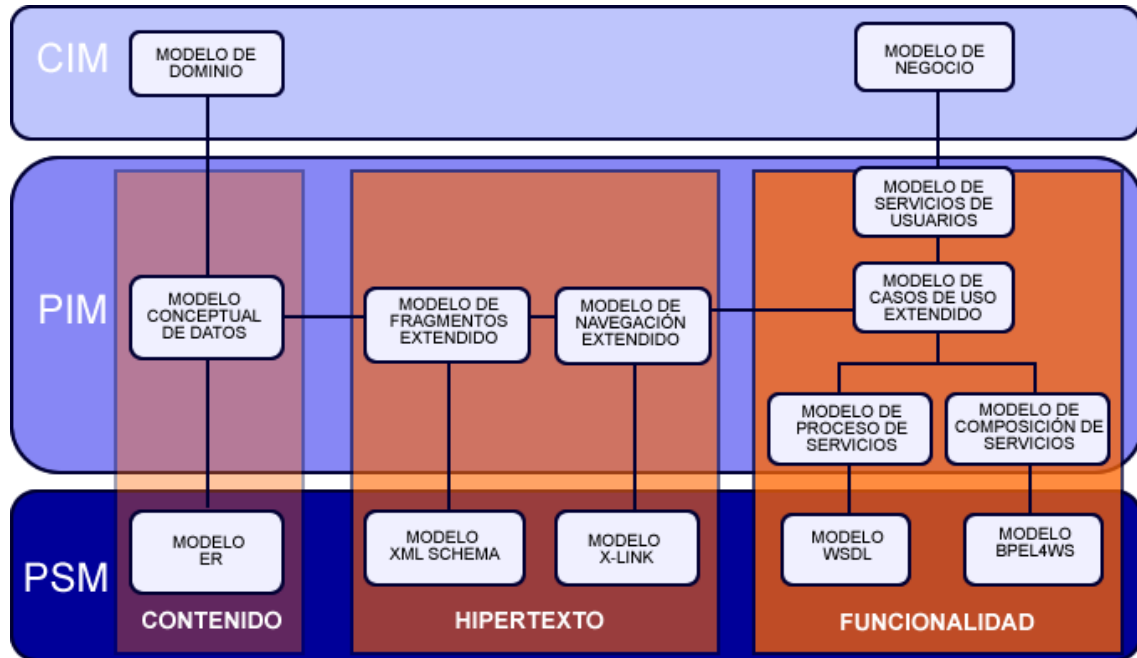 CIM
MODELO DE
DOMINIO
MODELO DE
NEGOCIO
PIM
MODELO DE
SERVICIOS DE
USUARIOS
MODELO
CONCEPTUAL
DE DATOS
MODELO DE
FRAGMENTOS
EXTENDIDO
MODELO DE
NAVEGACIÓN
EXTENDIDO
MODELO DE
CASOS DE USO
EXTENDIDO
MODELO DE
PROCESO DE
SERVICIOS
MODELO DE
COMPOSICIÓN DE
SERVICIOS
PSM
MODELO
ER
MODELO
XML SCHEMA
MODELO
X-LINK
MODELO
WSDL
MODELO
BPEL4WS
CONTENIDO
HIPERTEXTO
FUNCIONALIDAD